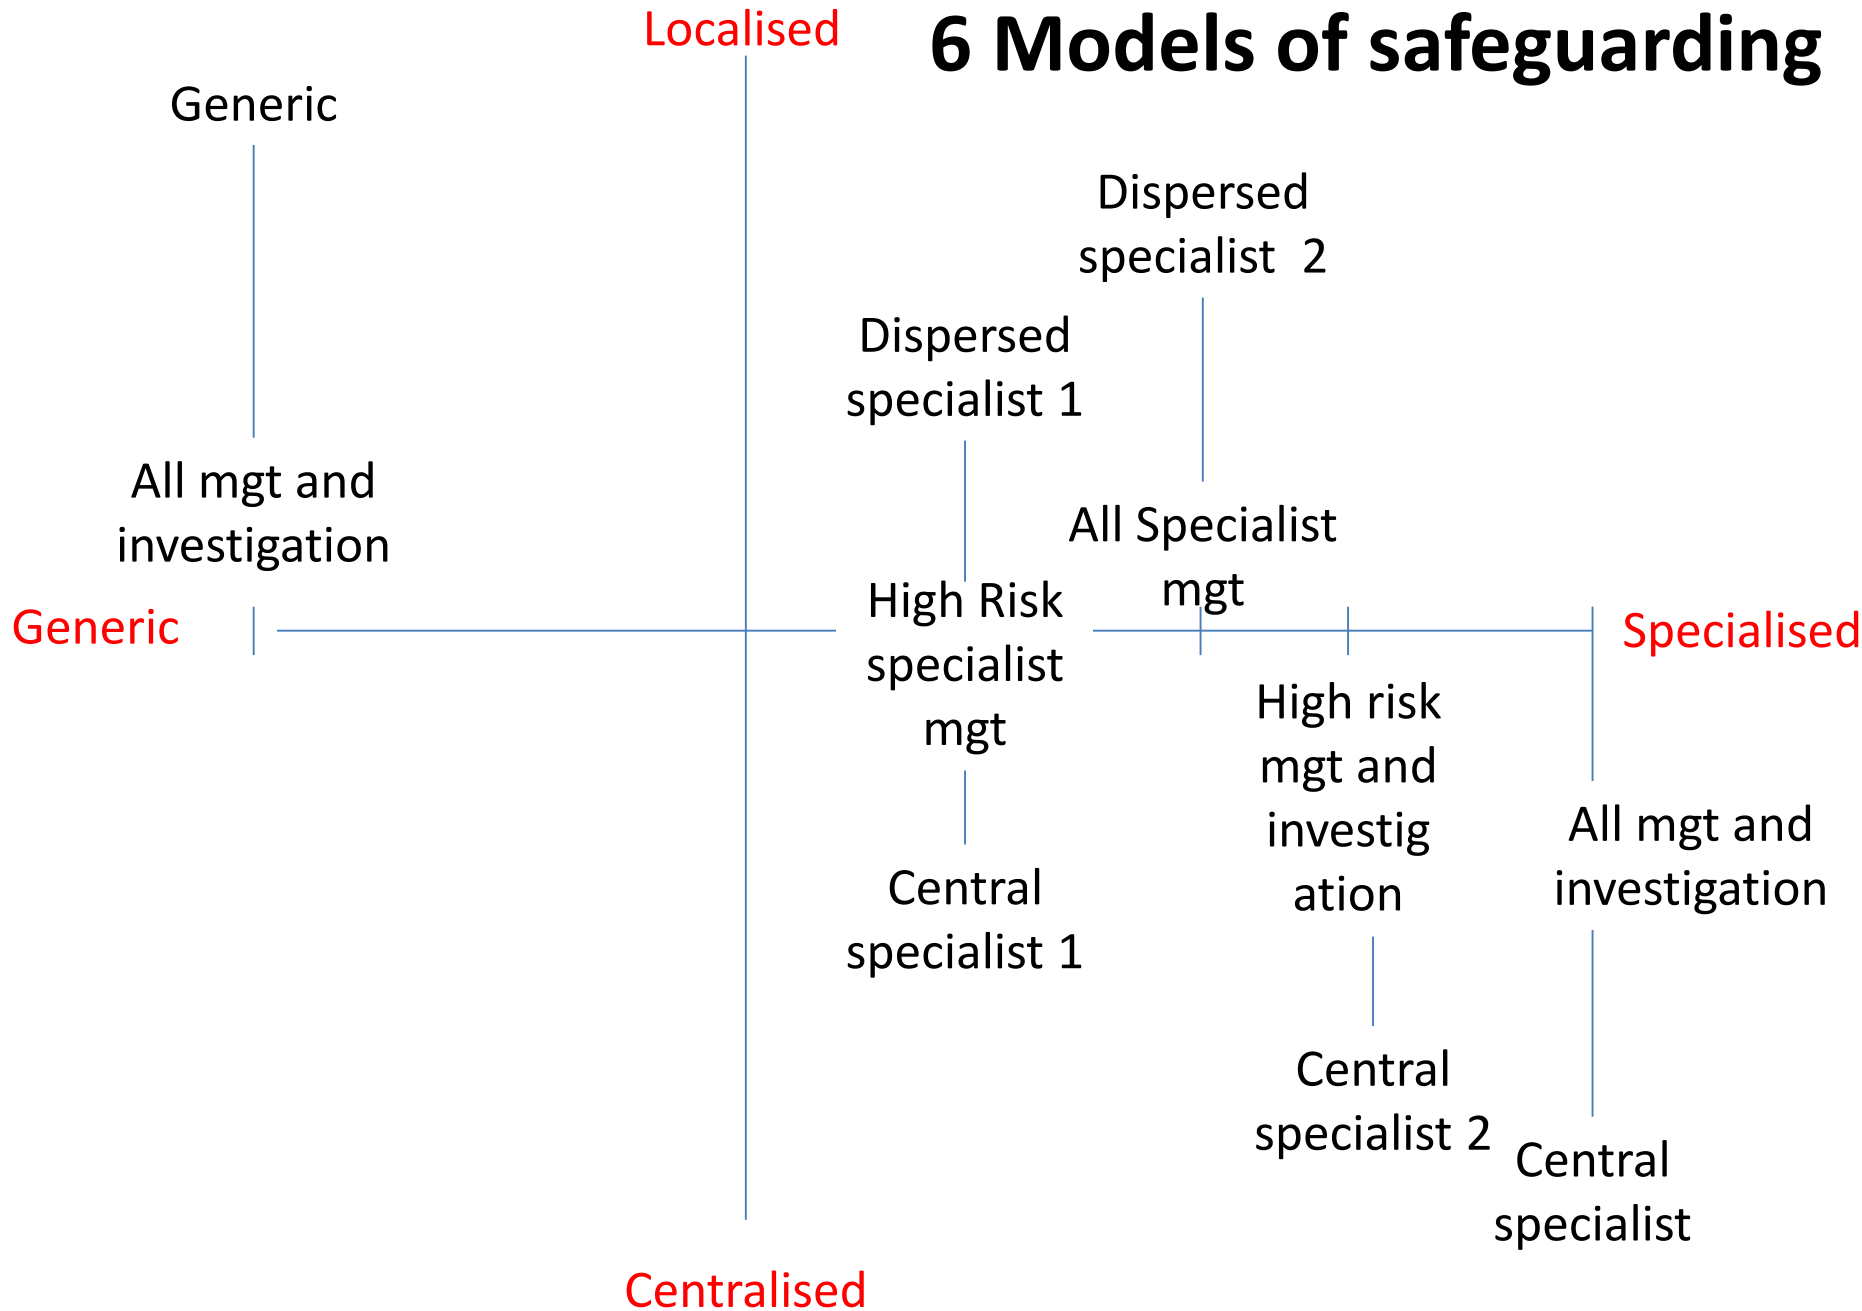 6 Models of safeguarding
Localised
Generic
Dispersed
specialist  2
Dispersed
specialist 1
All mgt and
investigation
All Specialist
mgt
Generic
High Risk
specialist
mgt
Specialised
High risk
mgt and
investig
ation
All mgt and
investigation
Central
specialist 1
Central
specialist 2
Central
specialist
Centralised